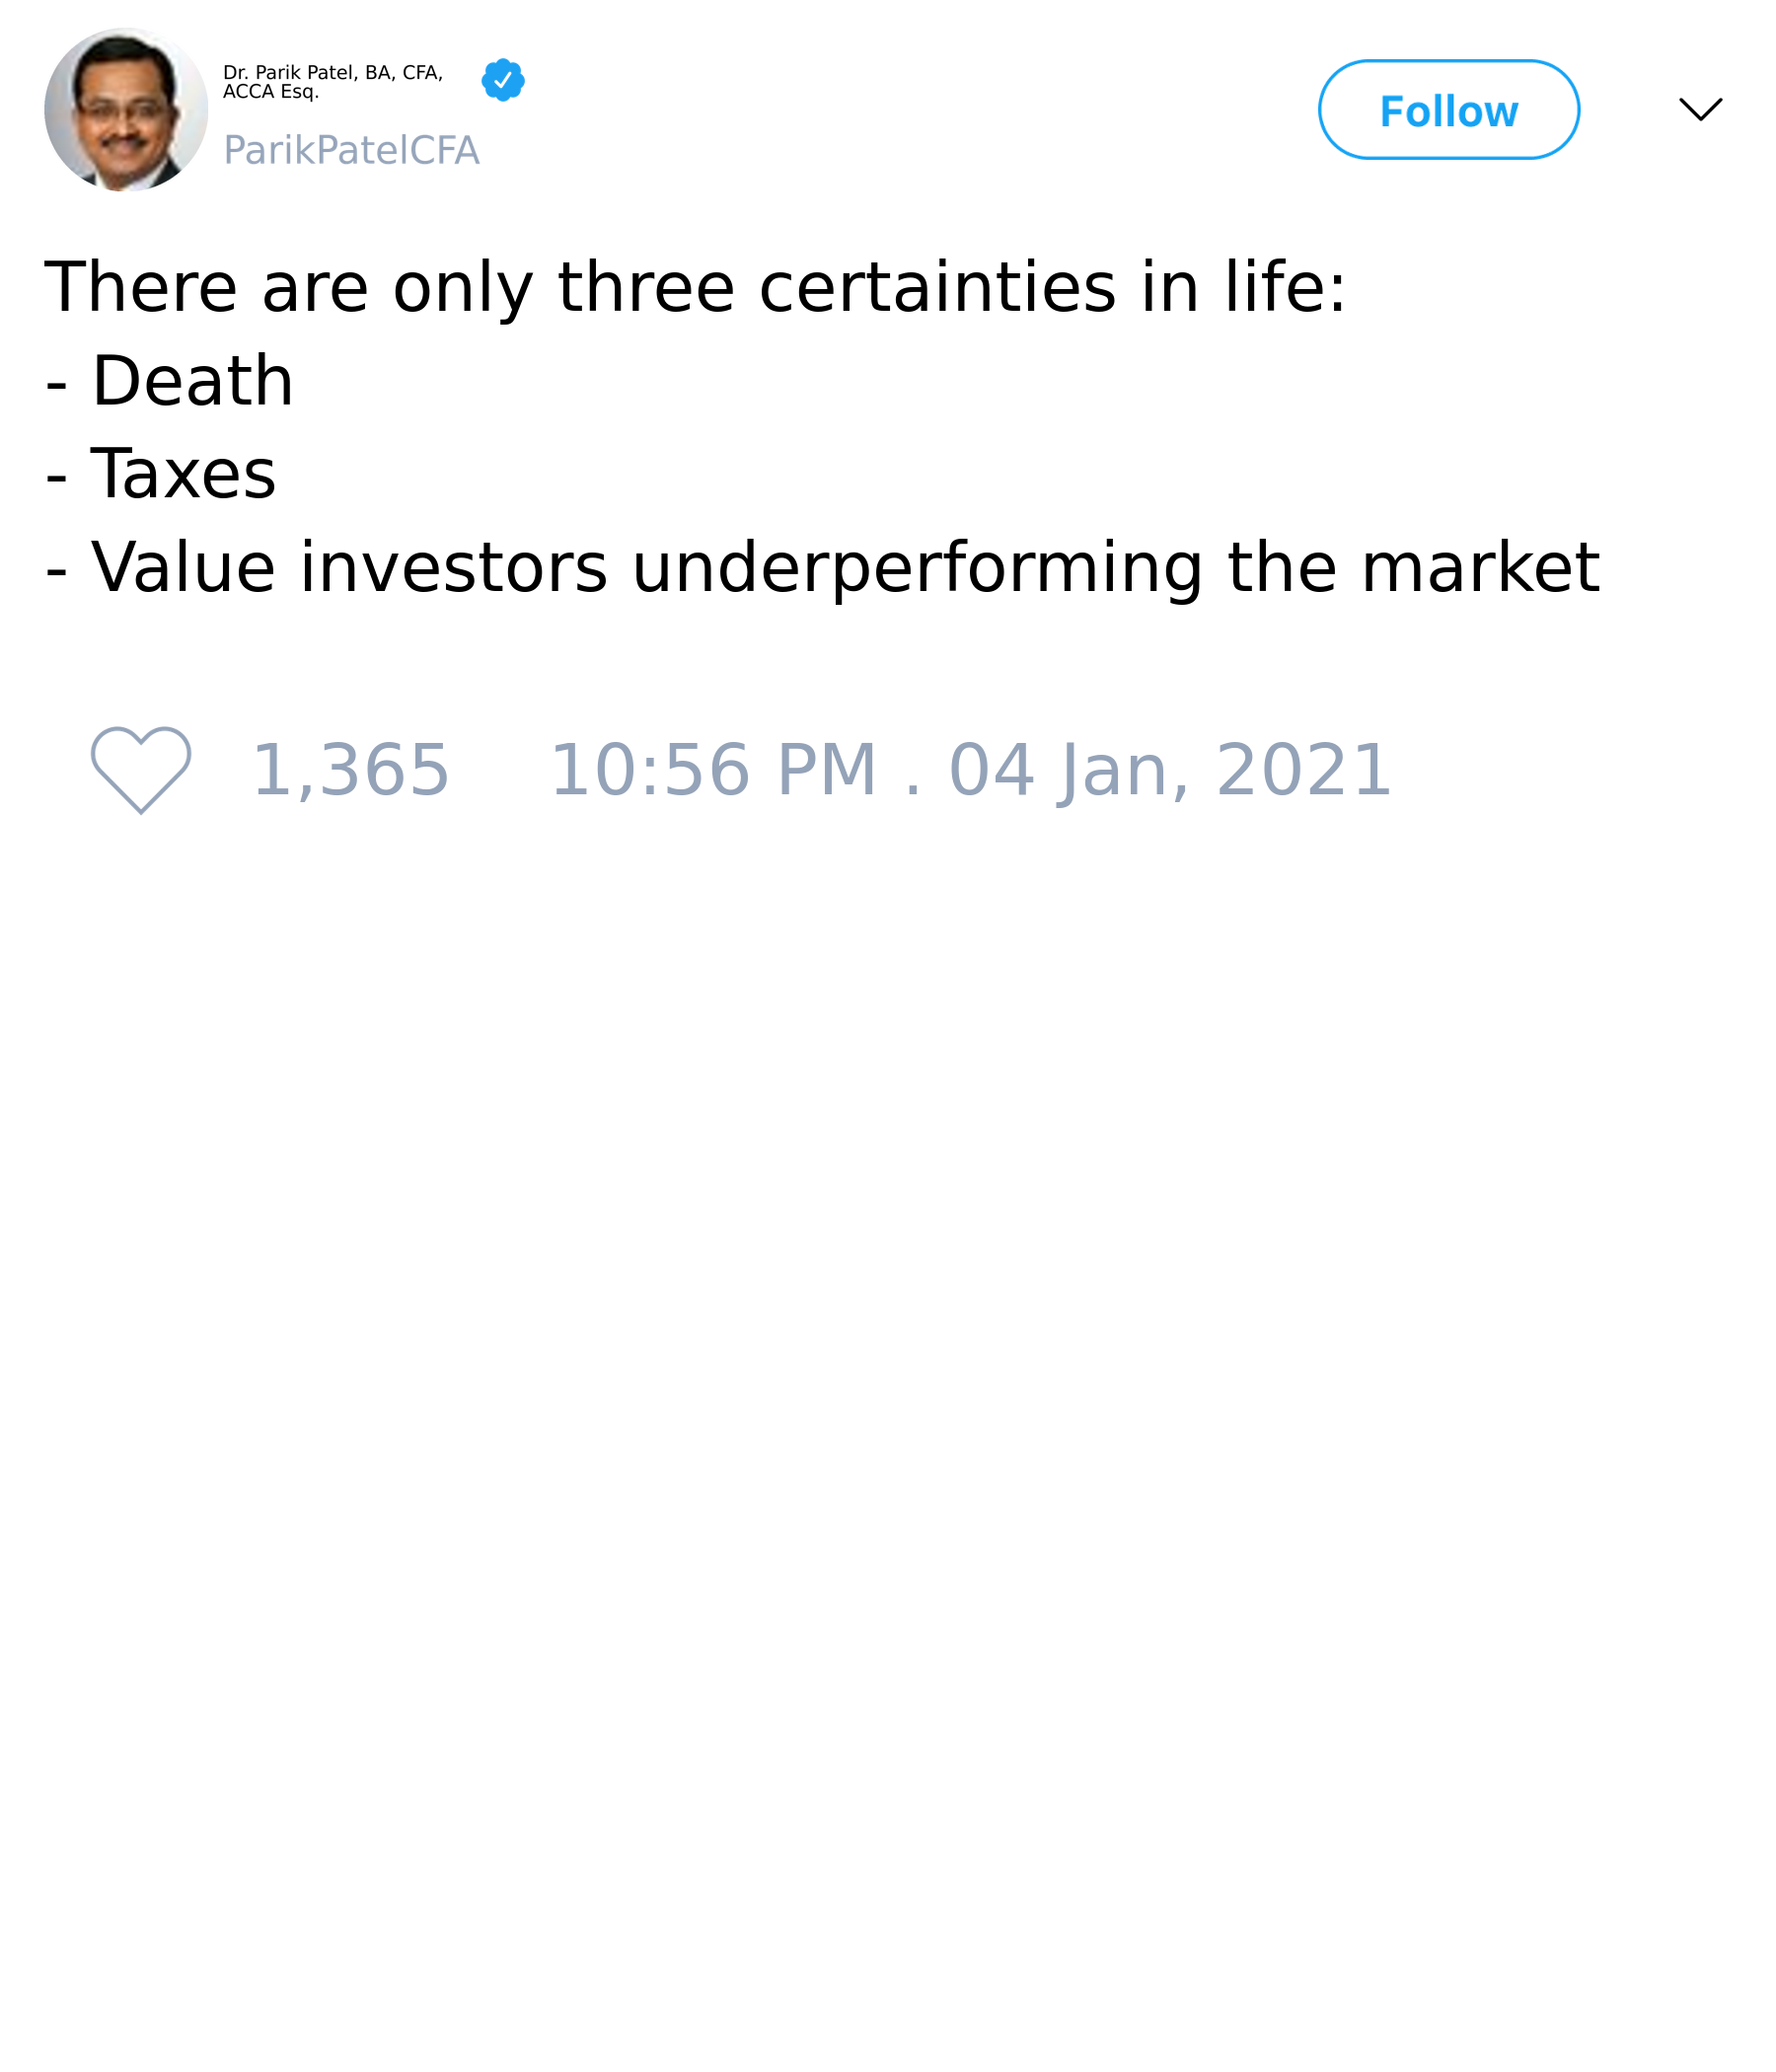 Dr. Parik Patel, BA, CFA,
ACCA Esq.
ParikPatelCFA
Follow
There are only three certainties in life:
- Death
- Taxes
- Value investors underperforming the market
1,365 10:56 PM . 04 Jan, 2021